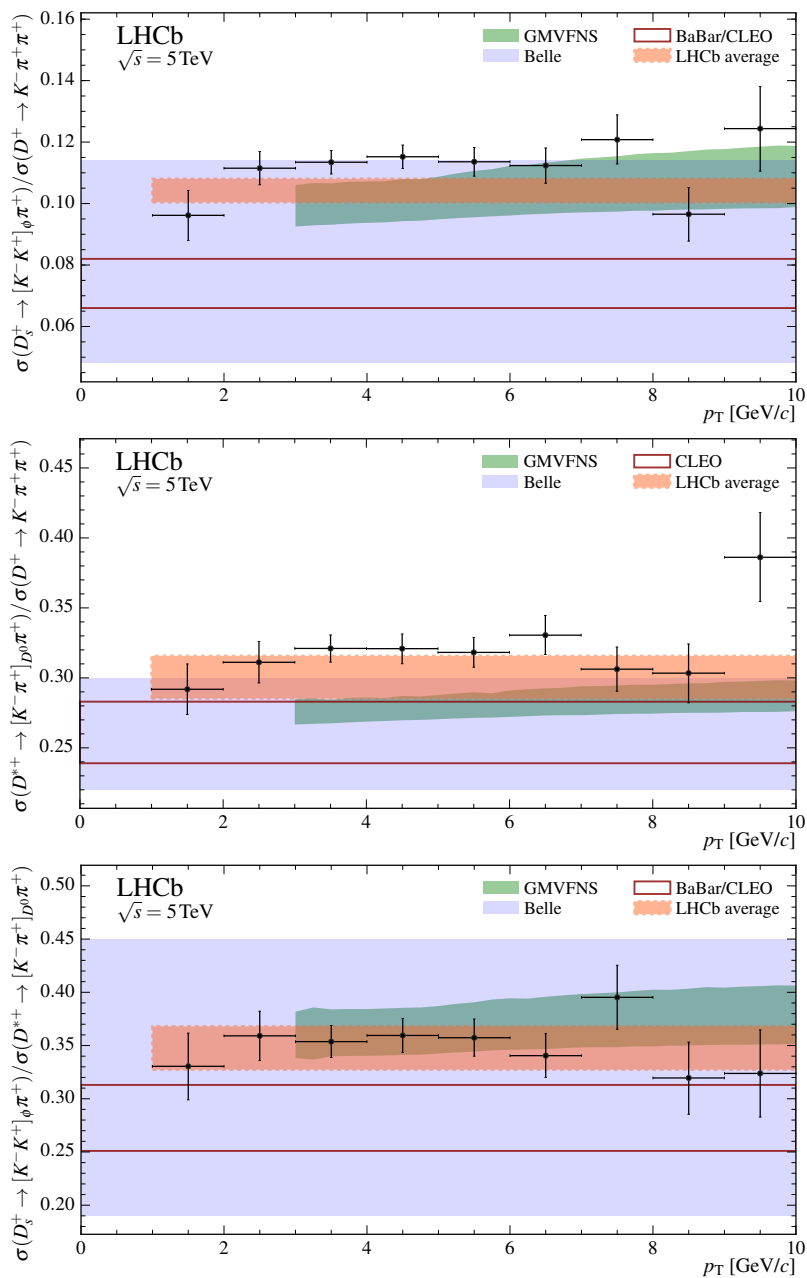 σ(D_s^+ → [K^-K^+]_ϕ π^+)/σ(D^+ → K^-π^+π^+)
LHCb
√s = 5 TeV
GMVFNS
Belle
BaBar/CLEO
LHCb average
0.16
0.14
0.12
0.10
0.08
0.06
0 2 4 6 8 10
p_T [GeV/c]
σ(D^{*+} → [K^-π^+]_{D^0} π^+)/σ(D^+ → K^-π^+π^+)
LHCb
√s = 5 TeV
GMVFNS
Belle
CLEO
LHCb average
0.45
0.40
0.35
0.30
0.25
0 2 4 6 8 10
p_T [GeV/c]
σ(D_s^+ → [K^-K^+]_ϕ π^+)/σ(D^{*+} → [K^-π^+]_{D^0} π^+)
LHCb
√s = 5 TeV
GMVFNS
Belle
BaBar/CLEO
LHCb average
0.50
0.45
0.40
0.35
0.30
0.25
0.20
0 2 4 6 8 10
p_T [GeV/c]